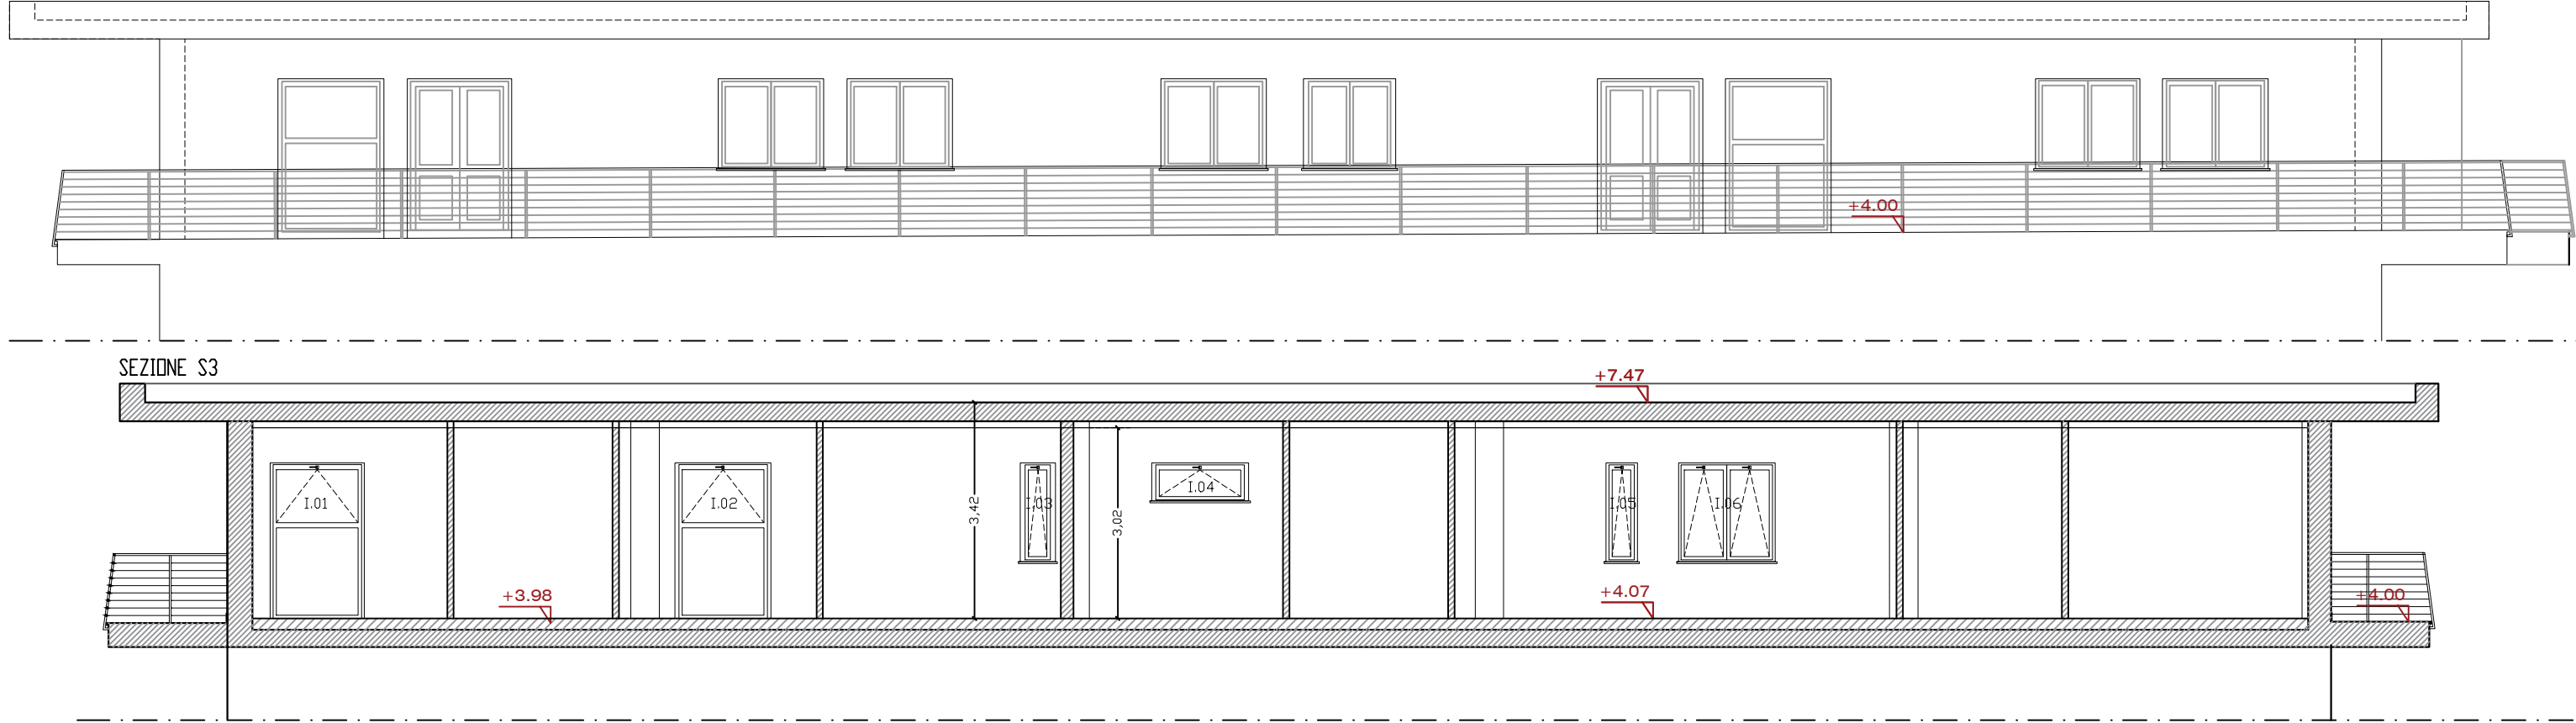 +4.00
SEZIONE S3
+7.47
I.01
I.02
3,42
I.03
3,02
I.04
I.05
I.06
+3.98
+4.07
+4.00